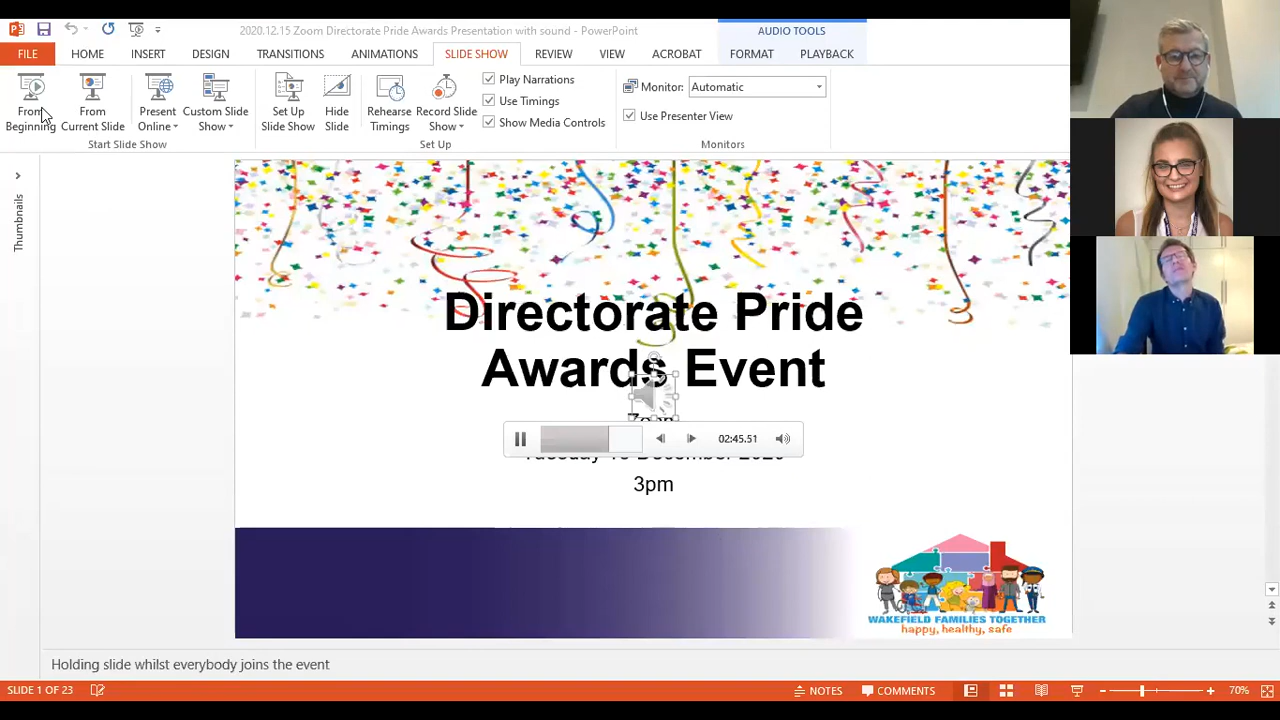 2020.12.15 Zoom Directorate Pride Awards Presentation with sound - PowerPoint
AUDIO TOOLS
FILE
HOME
INSERT
DESIGN
TRANSITIONS
ANIMATIONS
SLIDE SHOW
REVIEW
VIEW
ACROBAT
FORMAT
PLAYBACK
From Beginning
From Current Slide
Present Online
Custom Slide Show
Set Up Slide Show
Hide Slide
Rehearse Timings
Record Slide Show
Play Narrations
Use Timings
Show Media Controls
Monitor: Automatic
Use Presenter View
Start Slide Show
Set Up
Monitors
Thumbnails
Directorate Pride
Awards Event
Zoom
02:45.51
Tuesday December 2020
3pm
WAKEFIELD FAMILIES TOGETHER
happy, healthy, safe
Holding slide whilst everybody joins the event
SLIDE 1 OF 23
NOTES
COMMENTS
70%